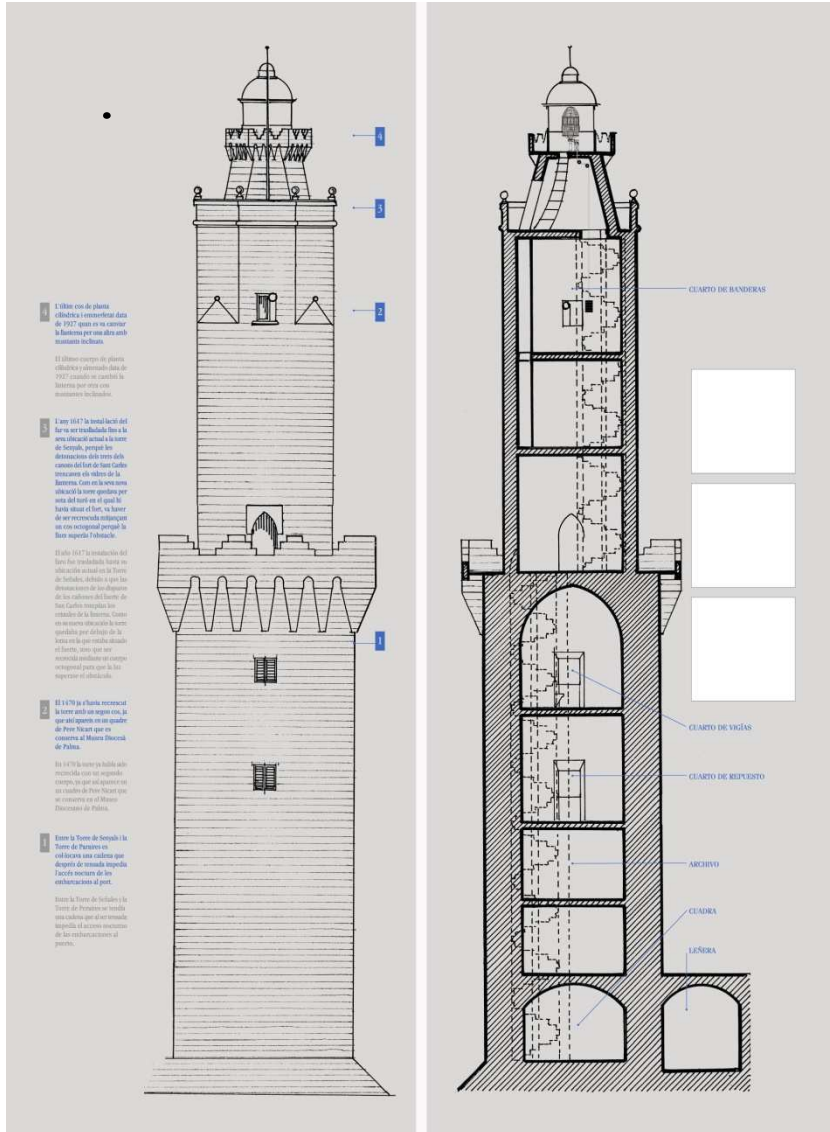 4
3
2
1
4
L'últim cos de planta
cilíndrica i emmerletat data
de 1927 quan es va canviar
la llanterna per una altra amb
muntants inclinats
El último cuerpo de planta
cilíndrica y almenado data de
1927 cuando se cambió la
linterna por otra con
montantes inclinados
3
L'any 1617 la instal·lació del
far va ser traslladada fins a la
seva ubicació actual a la torre
de Senyals, perquè les
detonacions dels trets dels
canons del fort de Sant Carles
trencaven els vidres de la
llanterna. Com en la seva nova
ubicació la torre quedava per
sota del turó en el qual hi
havia situat el fort, va haver
de ser recrescuda mitjançant
un cos octogonal perquè la
llum superàs l'obstacle.
El año 1617 la instalación del
faro fue trasladada hasta su
ubicación actual en la Torre
de Señales, debido a que las
detonaciones de los disparos
de los cañones del fuerte de
San Carlos rompían los
cristales de la linterna. Como
en su nueva ubicación la torre
quedaba por debajo de la
loma en la que estaba situado
el fuerte, tuvo que ser
recrecida mediante un cuerpo
octogonal para que la luz
superase el obstáculo.
2
El 1470 ja s'havia recrescut
la torre amb un segon cos, ja
que així apareix en un quadre
de Pere Nicart que es
conserva al Museu Diocesà
de Palma.
En 1470 la torre ya había sido
recrecida con un segundo
cuerpo, ya que así aparece en
un cuadro de Pere Nicart que
se conserva en el Museo
Diocesano de Palma.
1
Entre la Torre de Senyals i la
Torre de Paraires es
col·locava una cadena que
després de tensada impedia
l'accés nocturn de les
embarcacions al port.
Entre la Torre de Señales y la
Torre de Paraires se tendía
una cadena que al ser tensada
impedía el acceso nocturno
de las embarcaciones al
puerto.
CUARTO DE BANDERAS
CUARTO DE VIGÍAS
CUARTO DE REPUESTO
ARCHIVO
CUADRA
LEÑERA